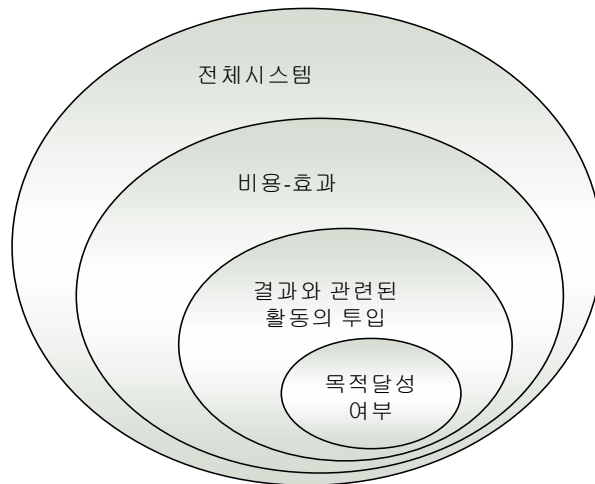 전체시스템
비용-효과
결과와 관련된
활동의 투입
목적달성
여부